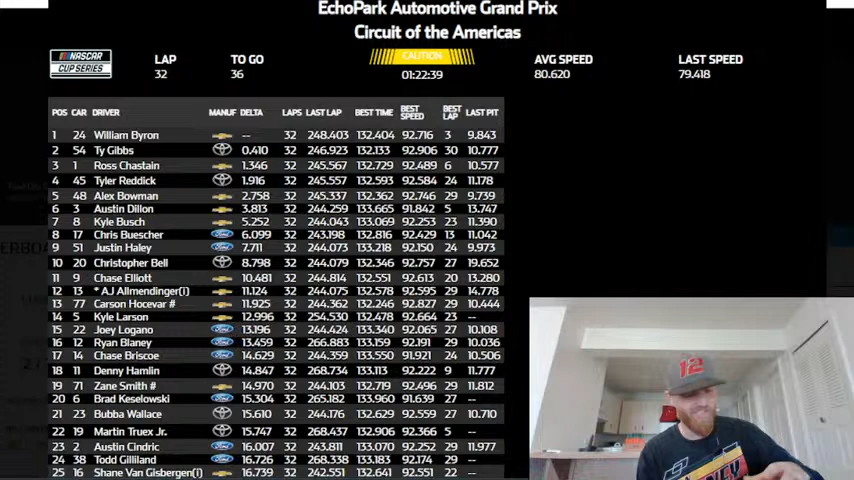 EchoPark Automotive Grand Prix
Circuit of the Americas
NASCAR CUP SERIES
LAP TO GO CAUTION AVG SPEED LAST SPEED
32 36 01:22:39 80.620 79.418
POS CAR DRIVER MANUF DELTA LAPS LAST LAP BEST TIME BEST SPEED BEST LAP LAST PIT
1 24 William Byron -- 32 248.403 132.404 92.716 3 9.843
2 54 Ty Gibbs 0.410 32 246.923 132.133 92.906 30 10.777
3 1 Ross Chastain 1.346 32 245.567 132.729 92.489 6 10.577
4 45 Tyler Reddick 1.916 32 245.557 132.593 92.584 24 11.178
5 48 Alex Bowman 2.758 32 245.337 132.362 92.746 29 9.739
6 3 Austin Dillon 3.813 32 244.259 133.665 91.842 5 13.747
7 8 Kyle Busch 5.252 32 244.043 133.069 92.253 23 11.390
8 17 Chris Buescher Ford 6.099 32 243.198 132.816 92.429 13 11.042
9 51 Justin Haley Ford 7.711 32 244.073 133.218 92.150 24 9.973
10 20 Christopher Bell 8.798 32 244.079 132.346 92.757 27 19.652
11 9 Chase Elliott 10.481 32 244.814 132.551 92.613 20 13.280
12 13 * AJ Allmendinger(i) 11.124 32 244.075 132.578 92.595 29 14.778
13 77 Carson Hocevar # 11.925 32 244.362 132.246 92.827 29 10.444
14 5 Kyle Larson 12.996 32 254.530 132.478 92.664 23 --
15 22 Joey Logano Ford 13.196 32 244.424 133.340 92.065 27 10.108
16 12 Ryan Blaney Ford 13.459 32 266.883 133.159 92.191 29 10.036
17 14 Chase Briscoe Ford 14.629 32 244.359 133.550 91.921 24 10.506
18 11 Denny Hamlin 14.847 32 268.734 133.113 92.222 9 11.777
19 71 Zane Smith # 14.970 32 244.103 132.719 92.496 29 11.812
20 6 Brad Keselowski Ford 15.304 32 265.182 133.960 91.639 27 --
21 23 Bubba Wallace 15.610 32 244.176 132.629 92.559 27 10.710
22 19 Martin Truex Jr. 15.747 32 268.437 132.906 92.366 5 --
23 2 Austin Cindric Ford 16.007 32 243.811 133.070 92.252 29 11.977
24 38 Todd Gilliland Ford 16.726 32 268.338 133.183 92.174 29 --
25 16 Shane Van Gisbergen(i) 16.739 32 242.551 132.641 92.551 22 --
12